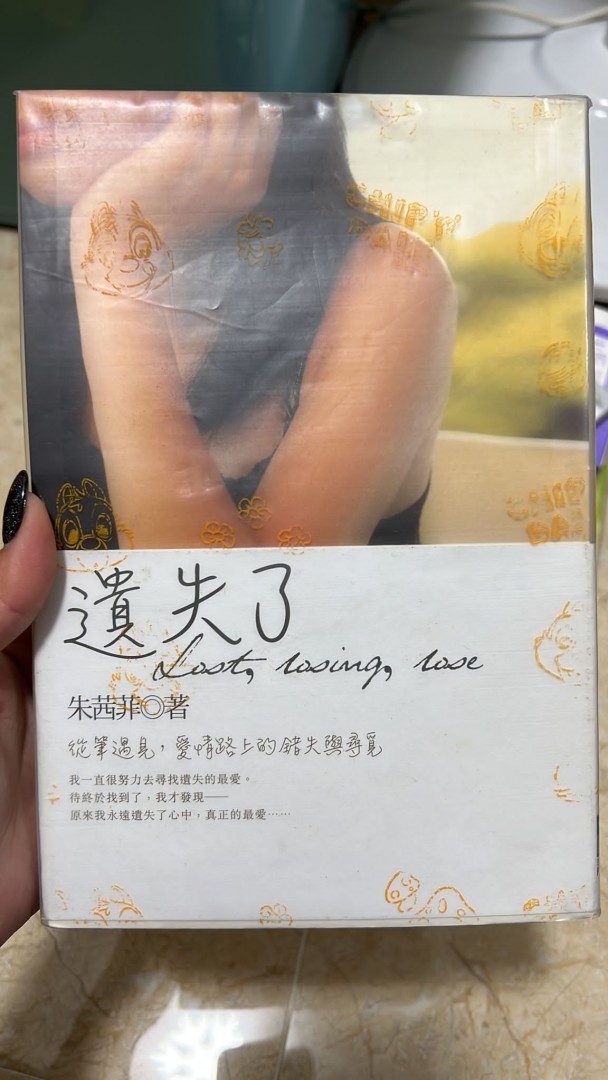 遺失了
Lost, losing, lose
朱茜菲◎著
從筆遇見，愛情路上的錯失與尋覓
我一直很努力去尋找遺失的最愛。
待終於找到了，我才發現——
原來我永遠遺失了心中，真正的最愛……